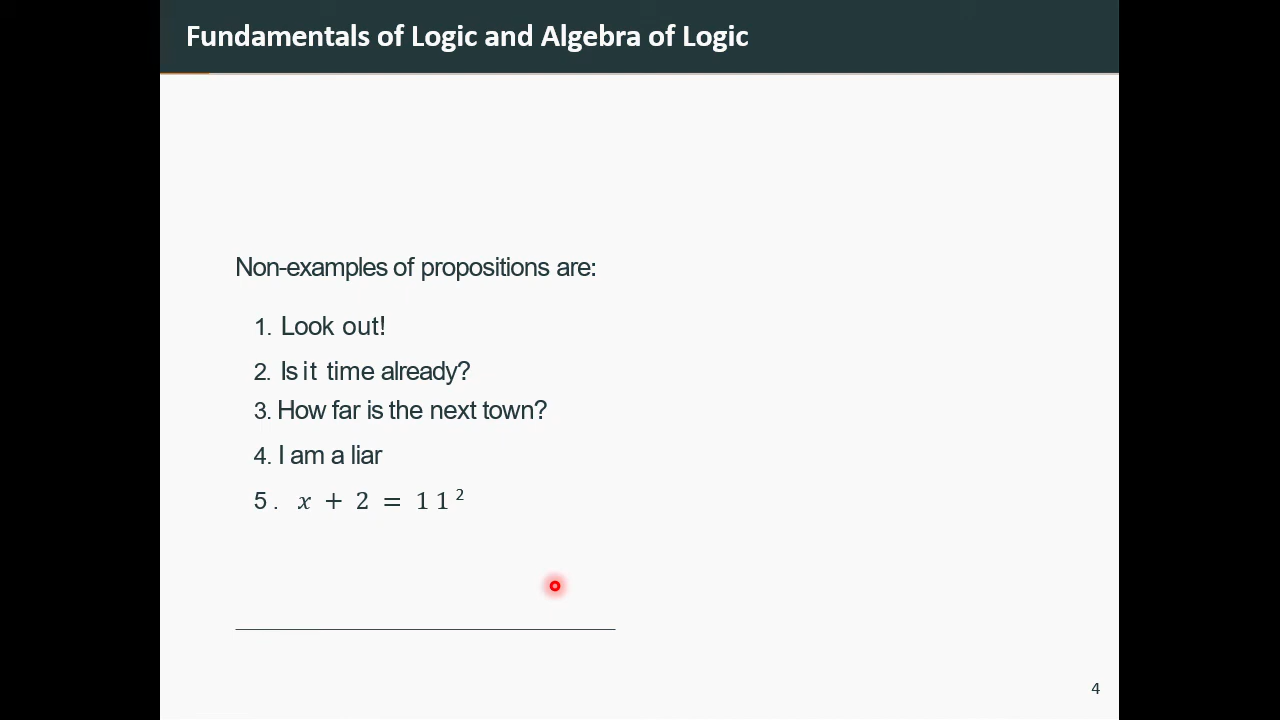 Fundamentals of Logic and Algebra of Logic
Non-examples of propositions are:
1. Look out!
2. Is it time already?
3. How far is the next town?
4. I am a liar
5. x + 2 = 11²
4